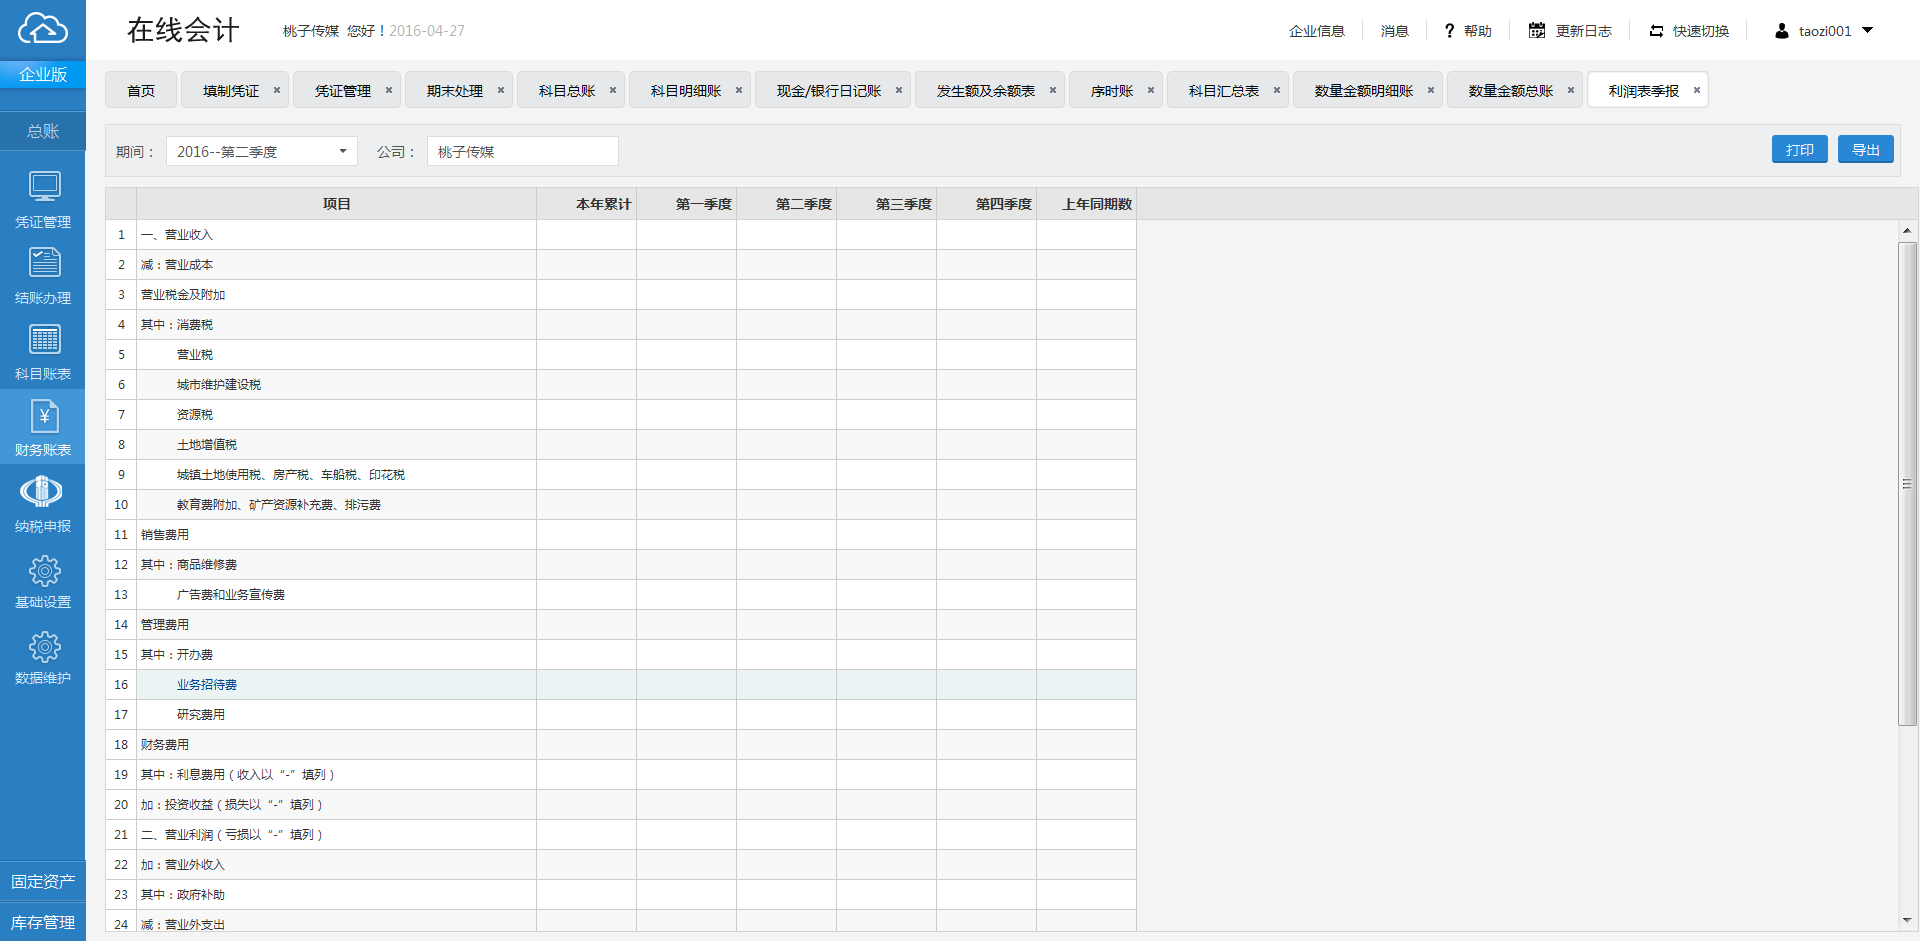 在线会计 桃子传媒 您好！2016-04-27 企业信息 消息 ? 帮助 更新日志 快速切换 taozi001
企业版
首页 填制凭证 × 凭证管理 × 期末处理 × 科目总账 × 科目明细账 × 现金/银行日记账 × 发生额及余额表 × 序时账 × 科目汇总表 × 数量金额明细账 × 数量金额总账 × 利润表季报 ×
总账
凭证管理
结账办理
科目账表
¥
财务账表
纳税申报
基础设置
数据维护
固定资产
库存管理
期间： 2016--第二季度 公司： 桃子传媒 打印 导出
项目 本年累计 第一季度 第二季度 第三季度 第四季度 上年同期数
1 一、营业收入
2 减：营业成本
3 营业税金及附加
4 其中：消费税
5 营业税
6 城市维护建设税
7 资源税
8 土地增值税
9 城镇土地使用税、房产税、车船税、印花税
10 教育费附加、矿产资源补充费、排污费
11 销售费用
12 其中：商品维修费
13 广告费和业务宣传费
14 管理费用
15 其中：开办费
16 业务招待费
17 研究费用
18 财务费用
19 其中：利息费用（收入以“-”填列）
20 加：投资收益（损失以“-”填列）
21 二、营业利润（亏损以“-”填列）
22 加：营业外收入
23 其中：政府补助
24 减：营业外支出